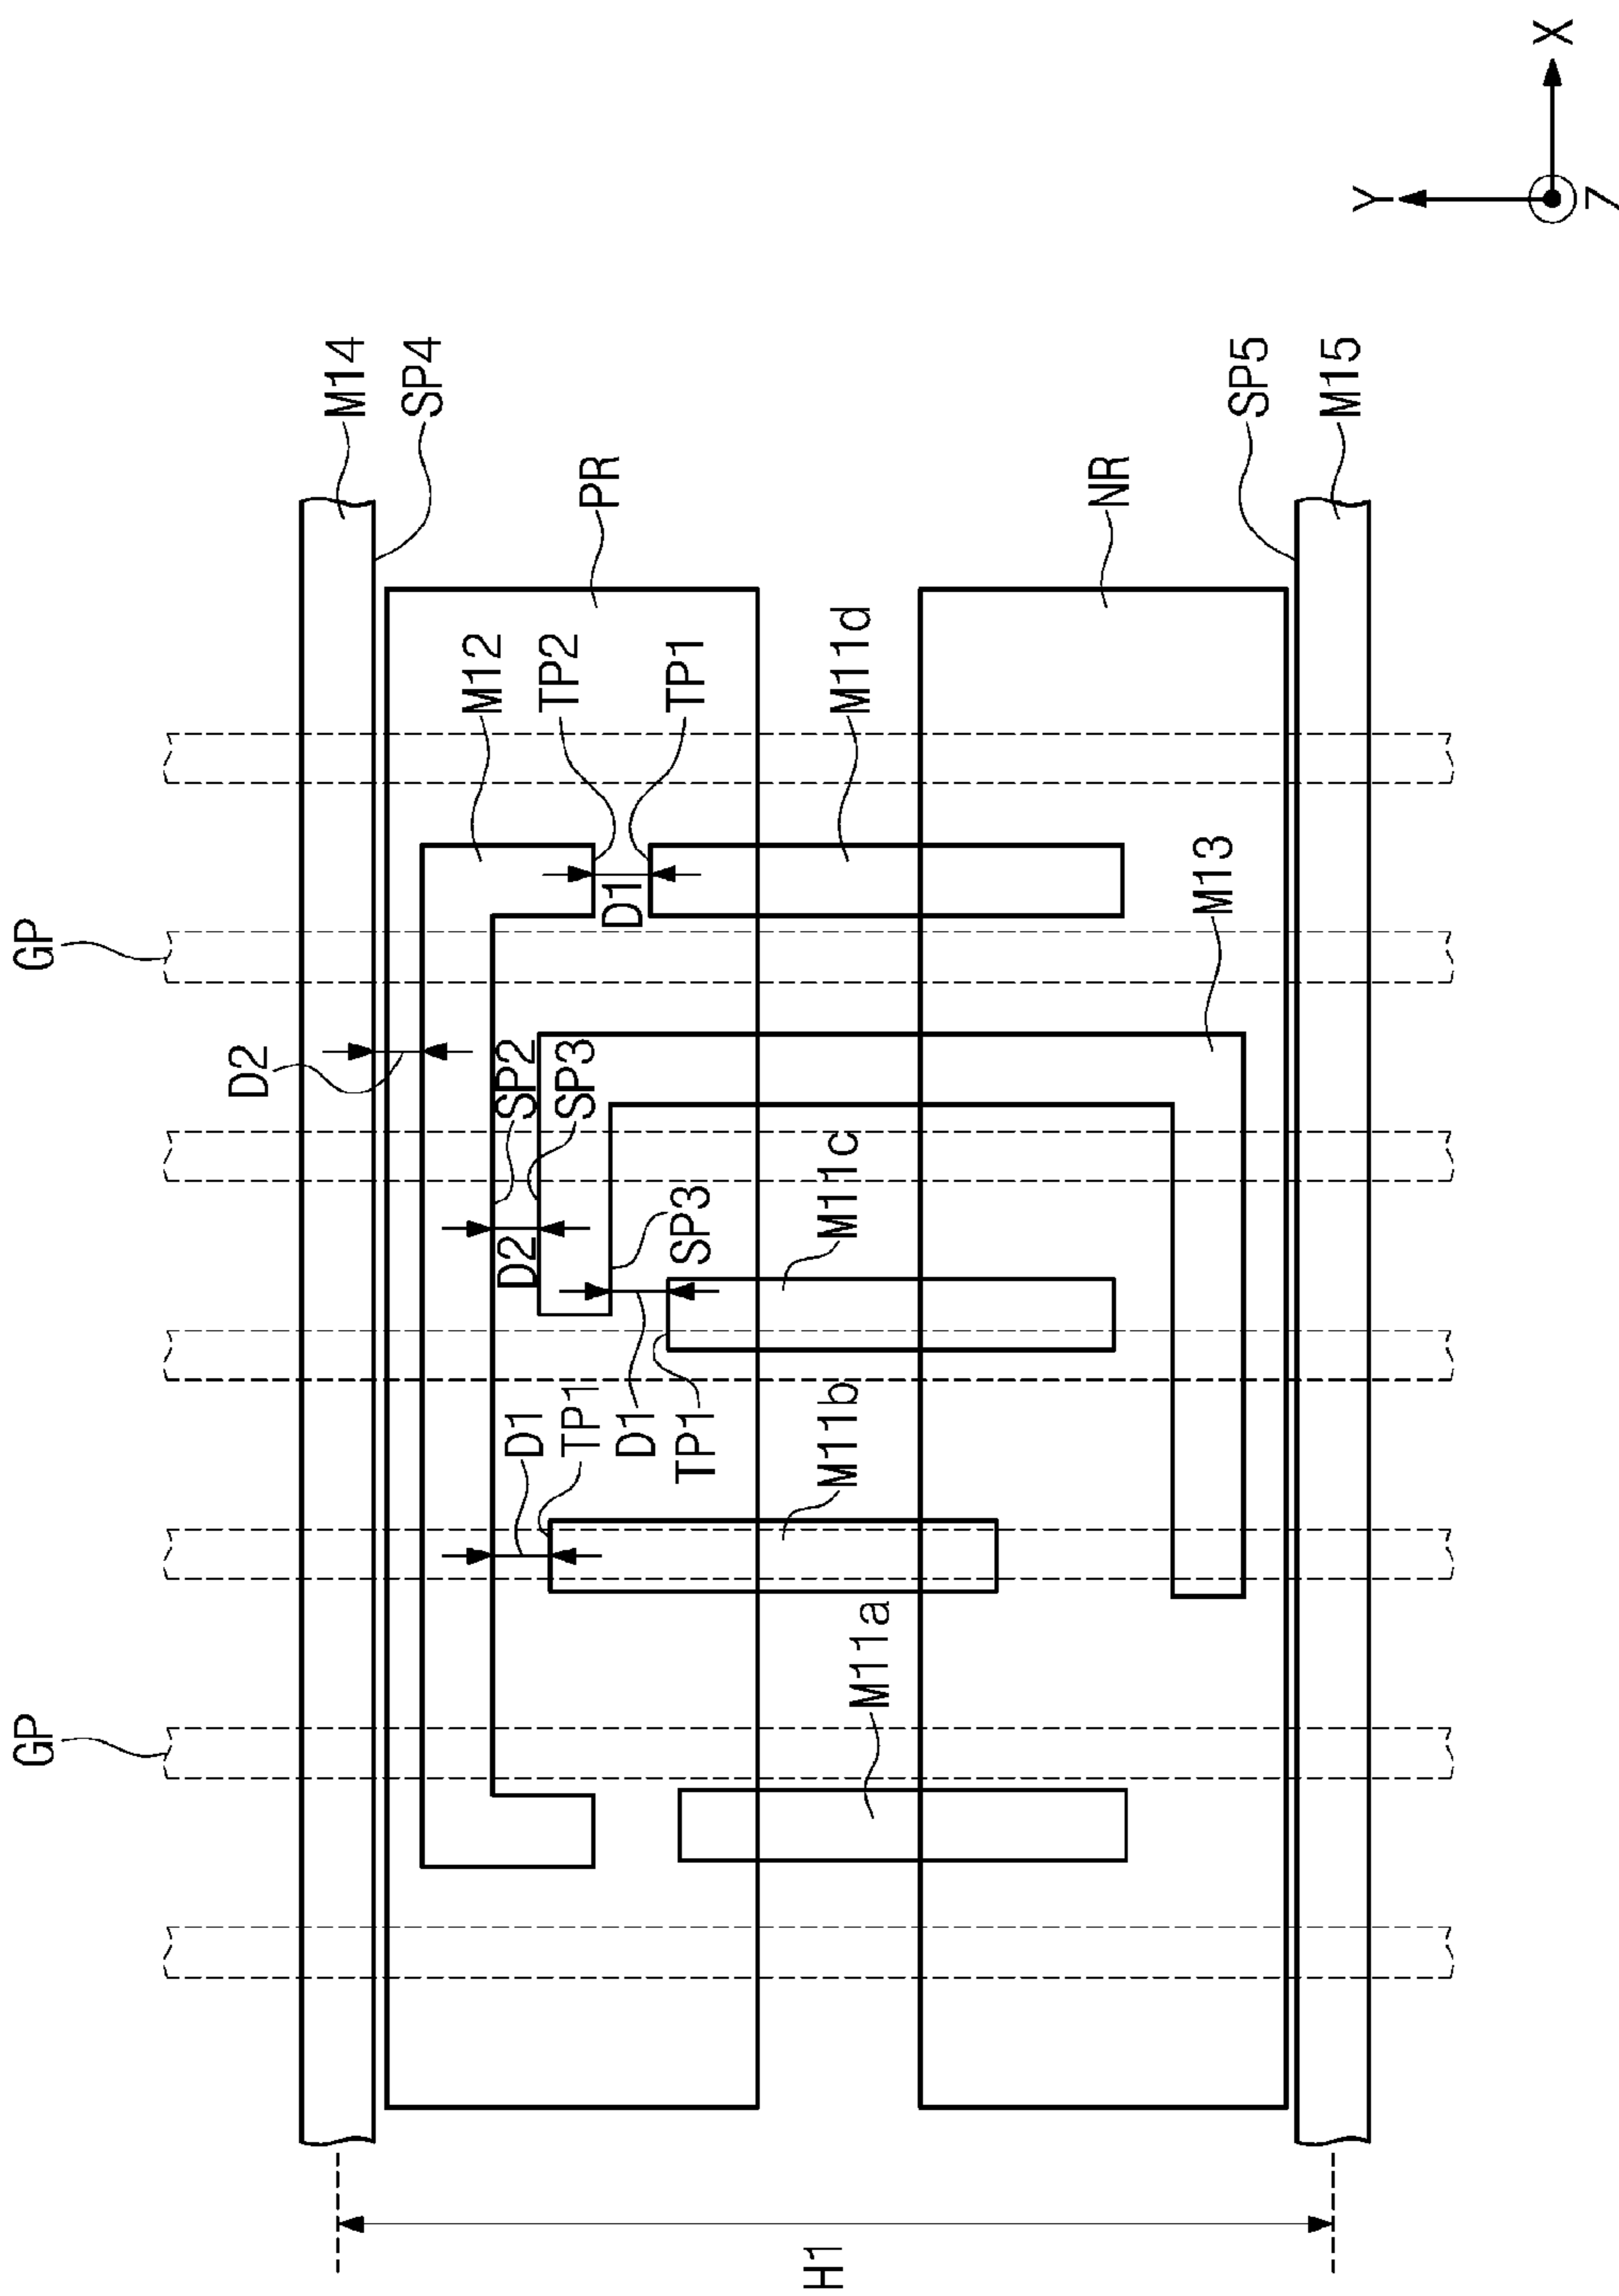 GP
GP
D2
M14
SP4
M12
D1
D2
SP2
TP2
TP1
SP3
PR
D1
D1
TP1
SP3
TP1
H1
M11b
M11c
M11d
M11a
NR
M13
SP5
M15
Y
X